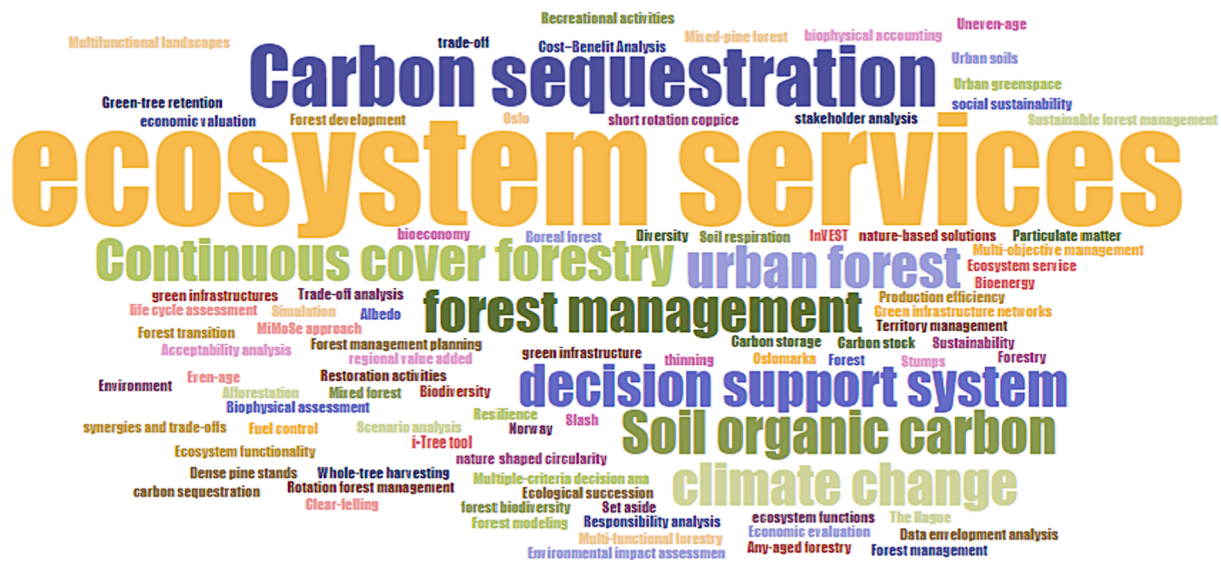 Recreational activities
Uneven-age
Multifunctional landscapes
trade-off
Cost–Benefit Analysis
Mixed-pine forest
biophysical accounting
Carbon sequestration
Urban soils
Urban greenspace
Green-tree retention
social sustainability
economic valuation
Forest development
Oslo
short rotation coppice
stakeholder analysis
Sustainable forest management
ecosystem services
bioeconomy
Boreal forest
Diversity
Soil respiration
InVEST
nature-based solutions
Particulate matter
Continuous cover forestry
urban forest
Multi-objective management
Ecosystem service
Bioenergy
green infrastructures
Trade-off analysis
forest management
Production efficiency
life cycle assessment
Simulation
Albedo
Green infrastructure networks
Forest transition
MiMoSe approach
Territory management
Acceptability analysis
Forest management planning
Carbon storage
Carbon stock
Sustainability
regional value added
green infrastructure
thinning
Oslomarka
Forest
Stumps
Forestry
Environment
Even-age
Restoration activities
decision support system
Afforestation
Mixed forest
Biodiversity
Biophysical assessment
Resilience
Slash
Soil organic carbon
synergies and trade-offs
Fuel control
Scenario analysis
Norway
i-Tree tool
Ecosystem functionality
nature shaped circularity
Dense pine stands
Whole-tree harvesting
Multiple-criteria decision ana
climate change
carbon sequestration
Rotation forest management
Ecological succession
Clear-felling
forest biodiversity
Set aside
Forest modeling
Responsibility analysis
ecosystem functions
The Hague
Multi-functional forestry
Economic evaluation
Data envelopment analysis
Environmental impact assessmen
Any-aged forestry
Forest management